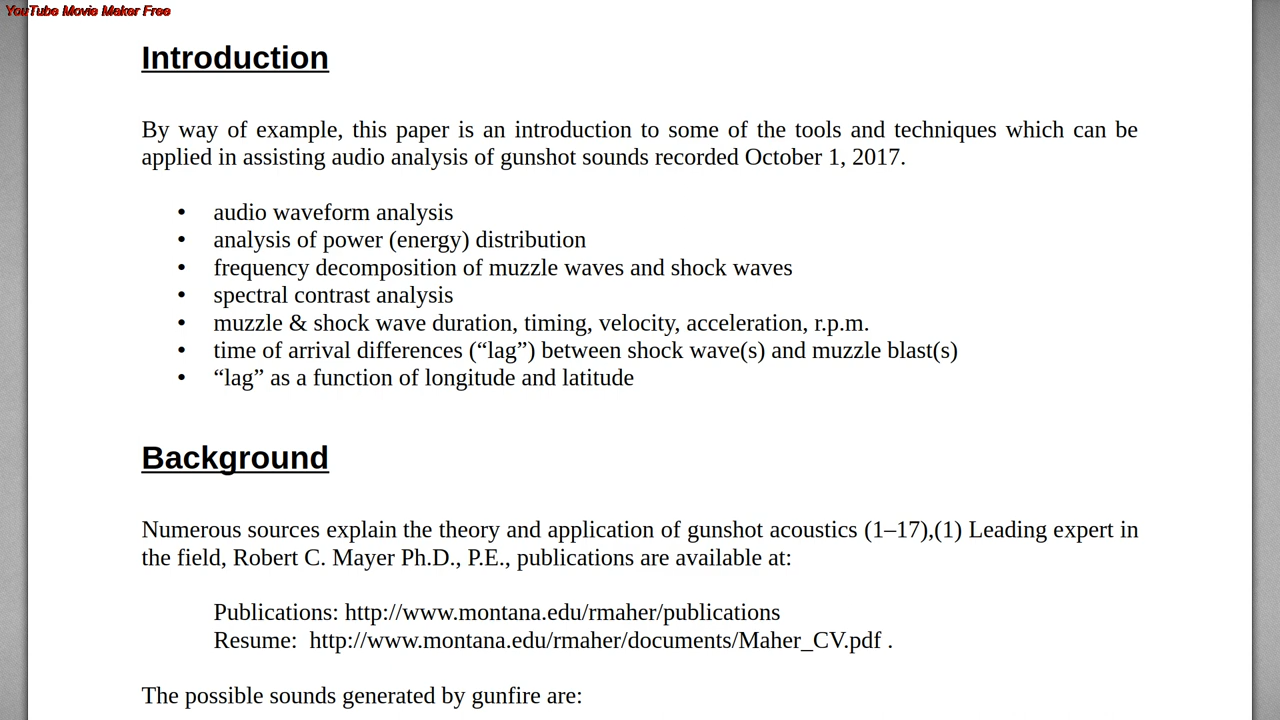 YouTube Movie Maker Free
Introduction
By way of example, this paper is an introduction to some of the tools and techniques which can be
applied in assisting audio analysis of gunshot sounds recorded October 1, 2017.
• audio waveform analysis
• analysis of power (energy) distribution
• frequency decomposition of muzzle waves and shock waves
• spectral contrast analysis
• muzzle & shock wave duration, timing, velocity, acceleration, r.p.m.
• time of arrival differences (“lag”) between shock wave(s) and muzzle blast(s)
• “lag” as a function of longitude and latitude
Background
Numerous sources explain the theory and application of gunshot acoustics (1–17),(1) Leading expert in
the field, Robert C. Mayer Ph.D., P.E., publications are available at:
Publications: http://www.montana.edu/rmaher/publications
Resume:  http://www.montana.edu/rmaher/documents/Maher_CV.pdf .
The possible sounds generated by gunfire are: